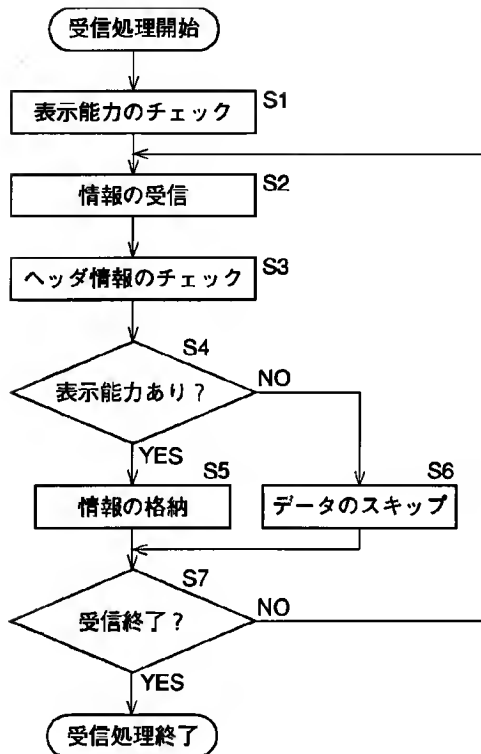 受信処理開始
表示能力のチェック S1
情報の受信 S2
ヘッダ情報のチェック S3
S4
表示能力あり? NO
YES
情報の格納 S5
データのスキップ S6
S7
受信終了? NO
YES
受信処理終了